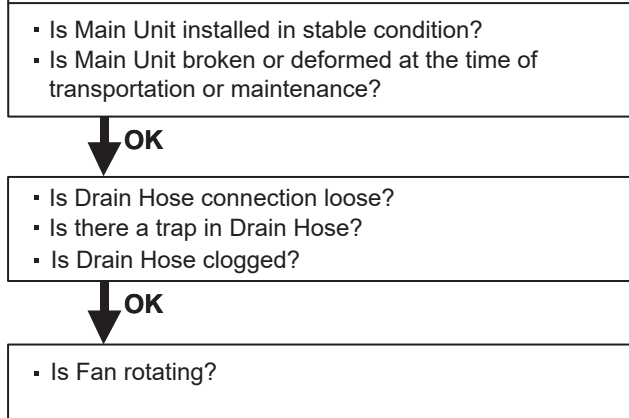 ▪ Is Main Unit installed in stable condition?
▪ Is Main Unit broken or deformed at the time of
transportation or maintenance?
OK
▪ Is Drain Hose connection loose?
▪ Is there a trap in Drain Hose?
▪ Is Drain Hose clogged?
OK
▪ Is Fan rotating?